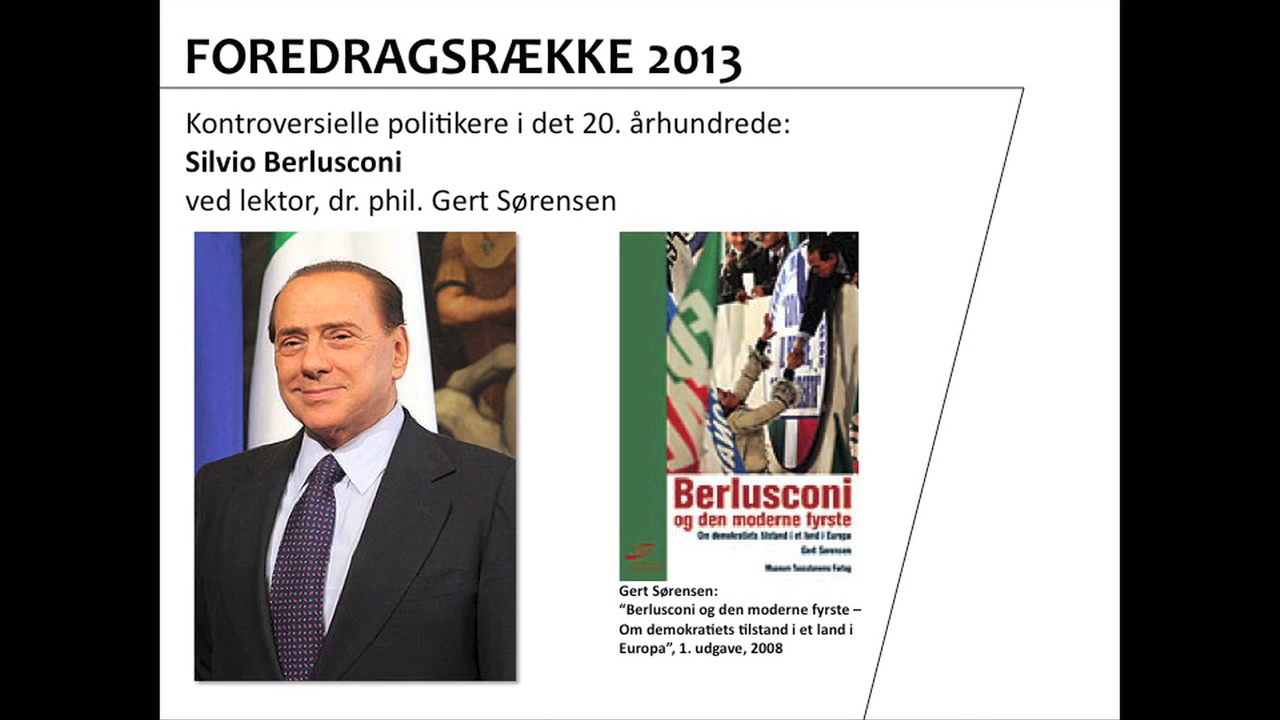 FOREDRAGSRÆKKE 2013
Kontroversielle politikere i det 20. århundrede:
Silvio Berlusconi
ved lektor, dr. phil. Gert Sørensen
Berlusconi
og den moderne fyrste
Om demokratiets tilstand i et land i Europa
Gert Sørensen
Museum Tusculanums Forlag
Gert Sørensen:
“Berlusconi og den moderne fyrste –
Om demokratiets tilstand i et land i
Europa”, 1. udgave, 2008